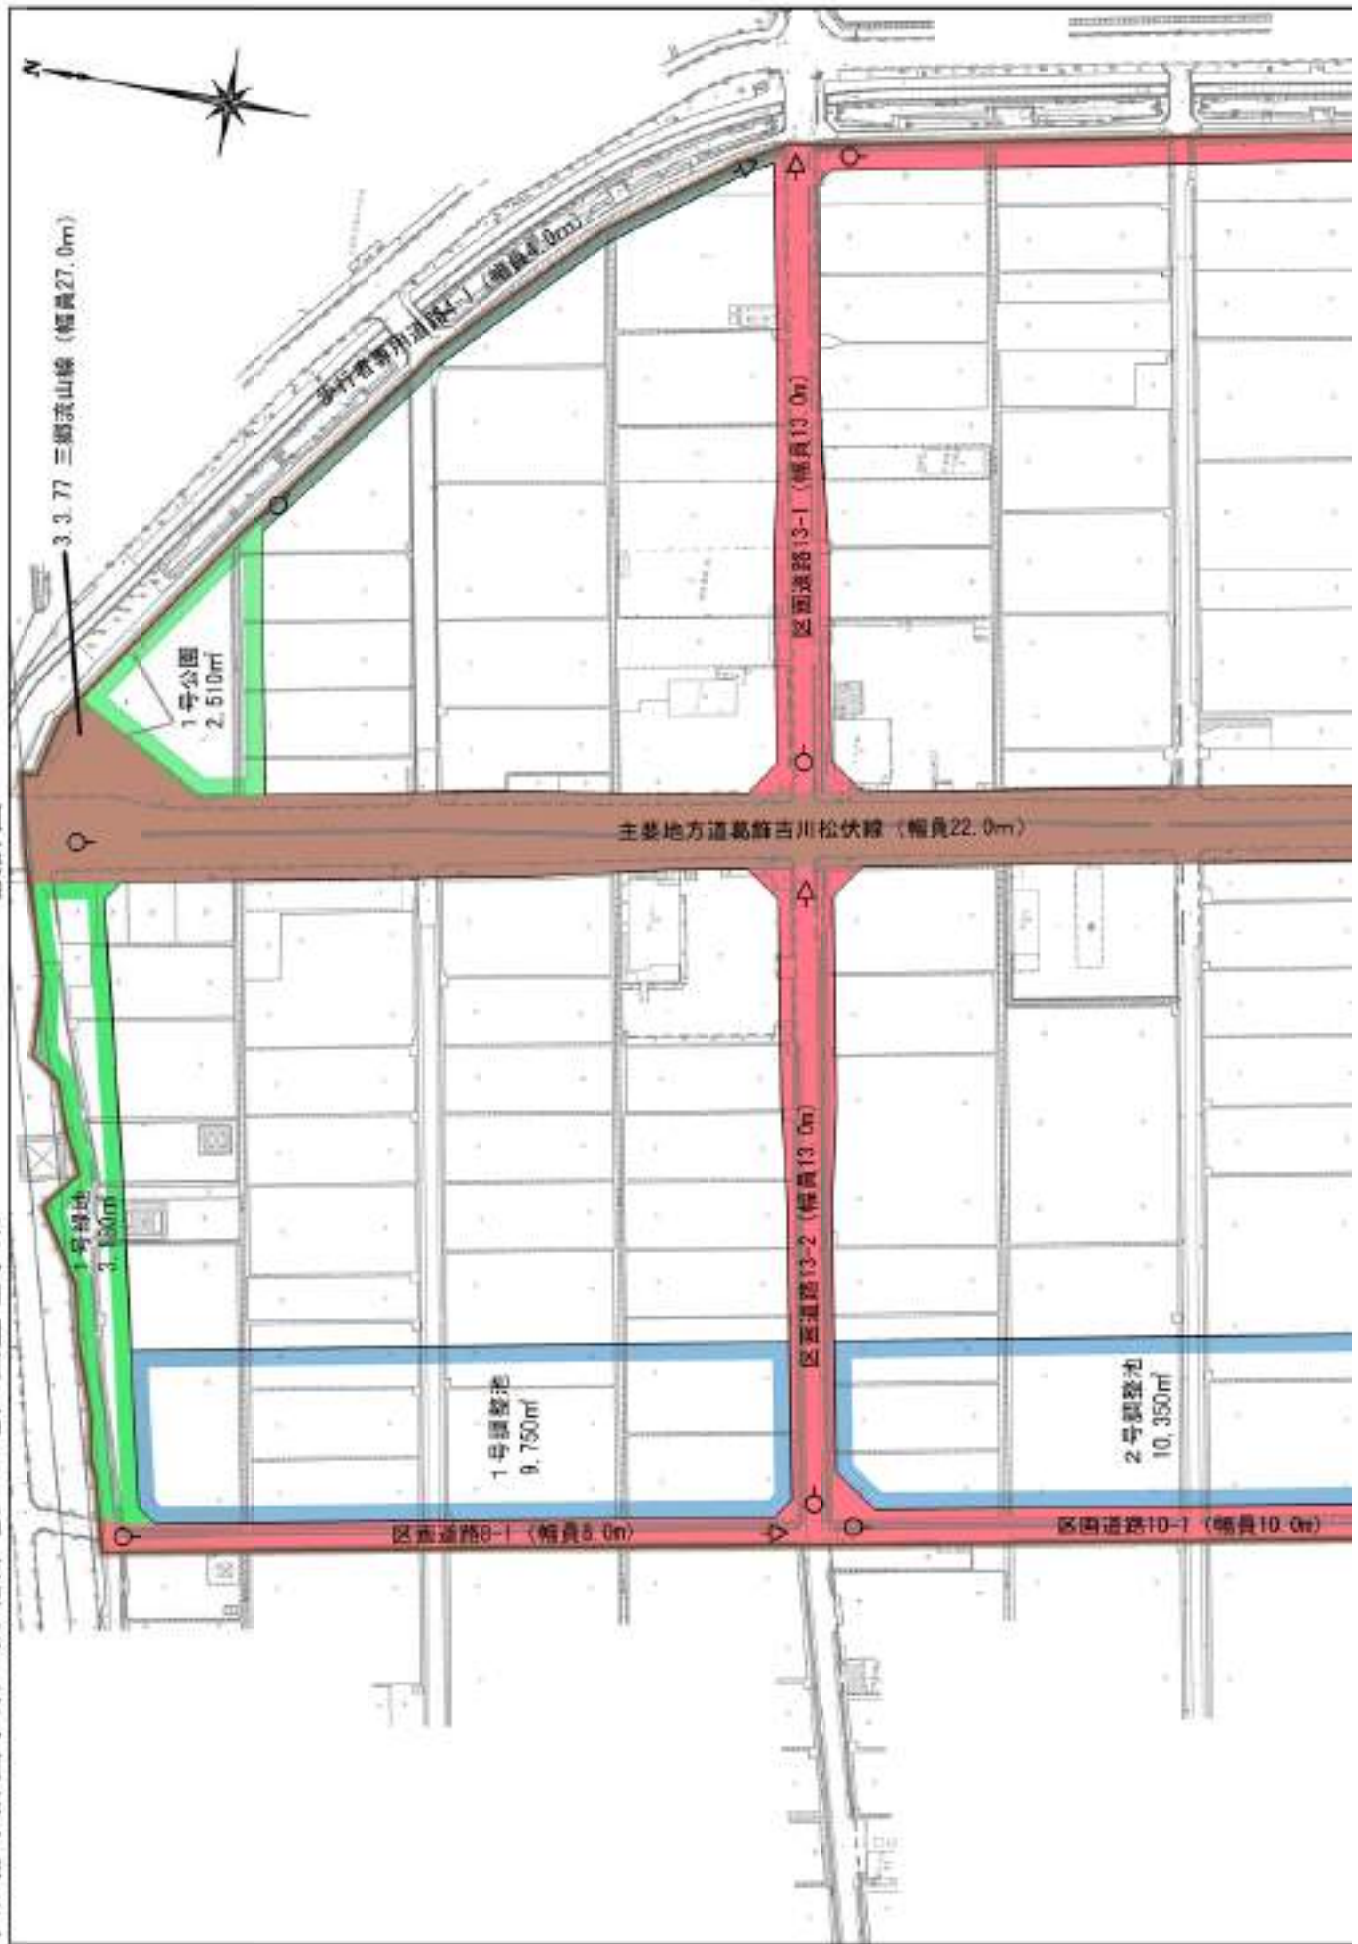 N
3.3.77 三郷流山線（幅員27.0m）
歩行者専用道路4-1（幅員4.0m）
1号公園
2,510㎡
区画道路13-1（幅員13.0m）
主要地方道葛飾吉川松伏線（幅員22.0m）
1号緑地
区画道路13-2（幅員13.0m）
1号調整池
9,750㎡
2号調整池
10,350㎡
区画道路8-1（幅員8.0m）
区画道路10-1（幅員10.0m）